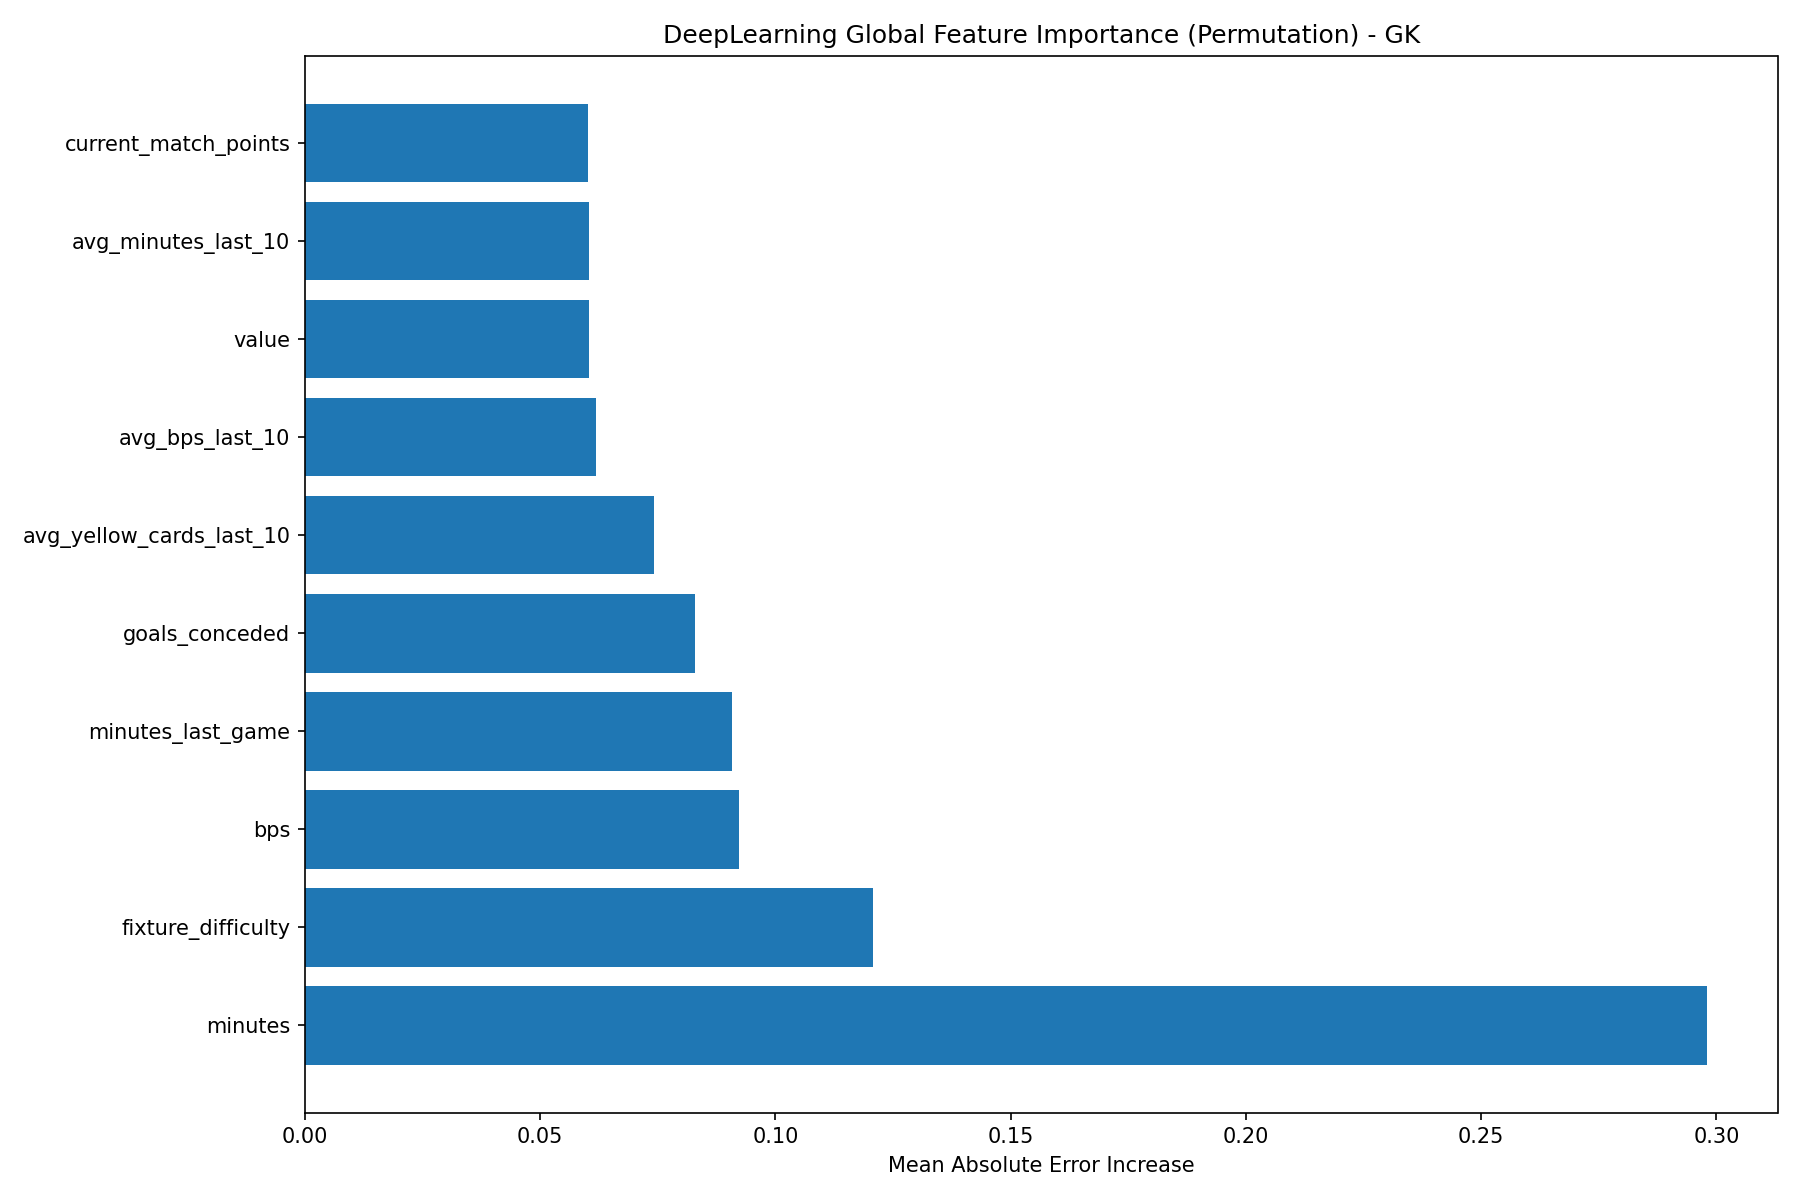 DeepLearning Global Feature Importance (Permutation) - GK
current_match_points
avg_minutes_last_10
value
avg_bps_last_10
avg_yellow_cards_last_10
goals_conceded
minutes_last_game
bps
fixture_difficulty
minutes
0.00 0.05 0.10 0.15 0.20 0.25 0.30
Mean Absolute Error Increase